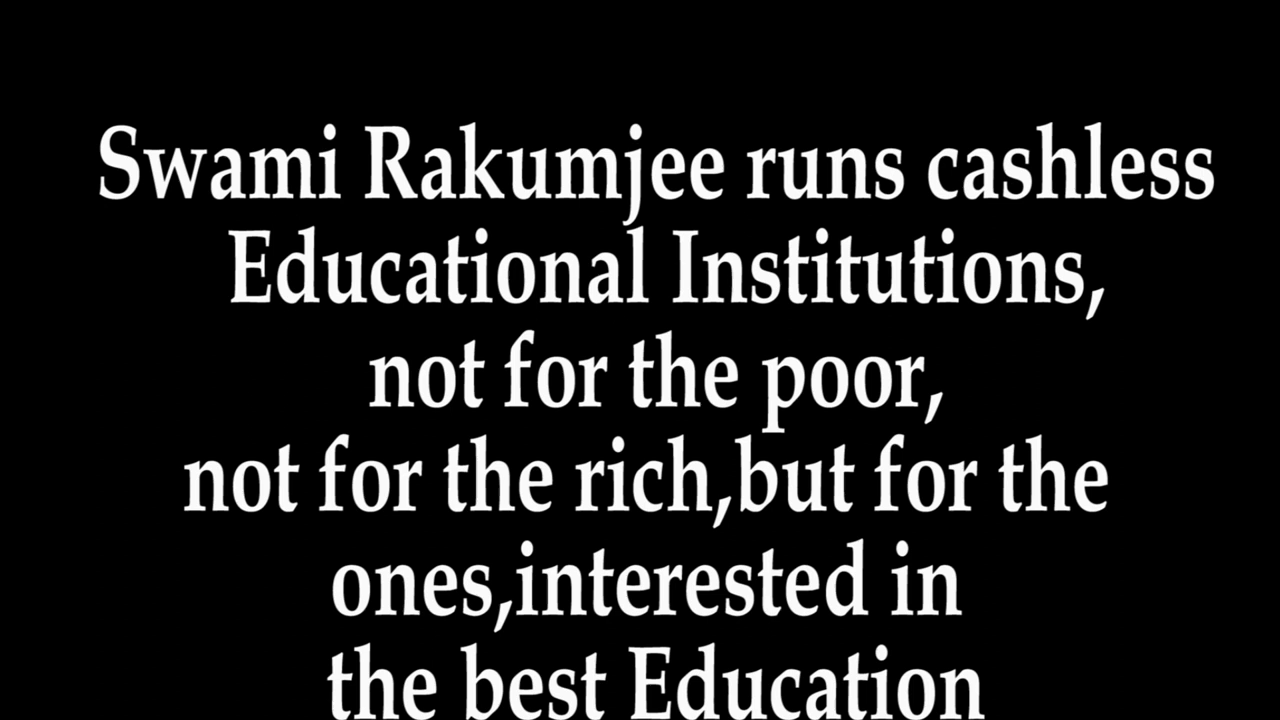 Swami Rakumjee runs cashless
Educational Institutions,
not for the poor,
not for the rich,but for the
ones,interested in
the best Education